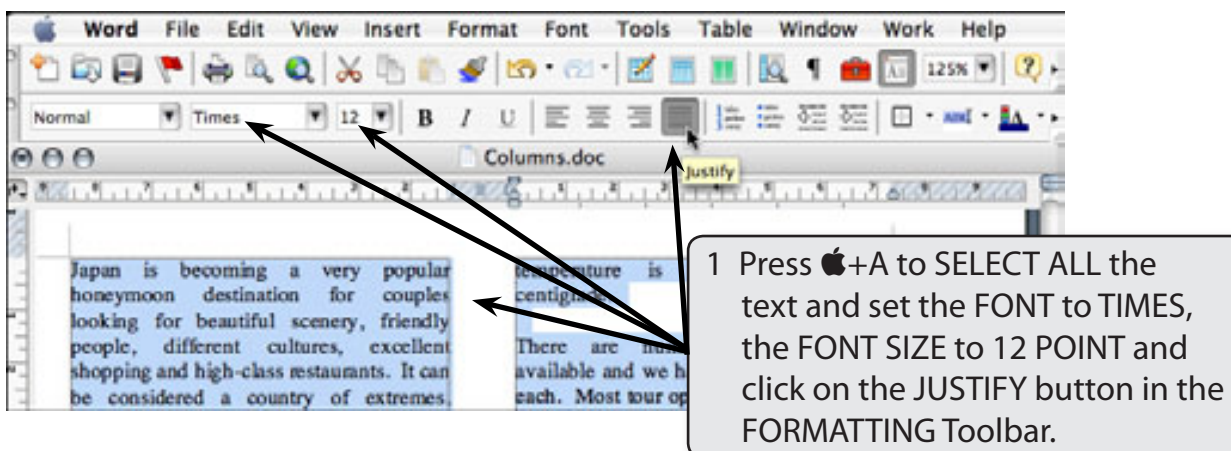 Word File Edit View Insert Format Font Tools Table Window Work Help
125%
Normal Times 12 B I U
Columns.doc
Justify
Japan is becoming a very popular
honeymoon destination for couples
looking for beautiful scenery, friendly
people, different cultures, excellent
shopping and high-class restaurants. It can
be considered a country of extremes.
temperature is
centigrade
There are
available and we
each. Most tour
1 Press +A to SELECT ALL the
text and set the FONT to TIMES,
the FONT SIZE to 12 POINT and
click on the JUSTIFY button in the
FORMATTING Toolbar.